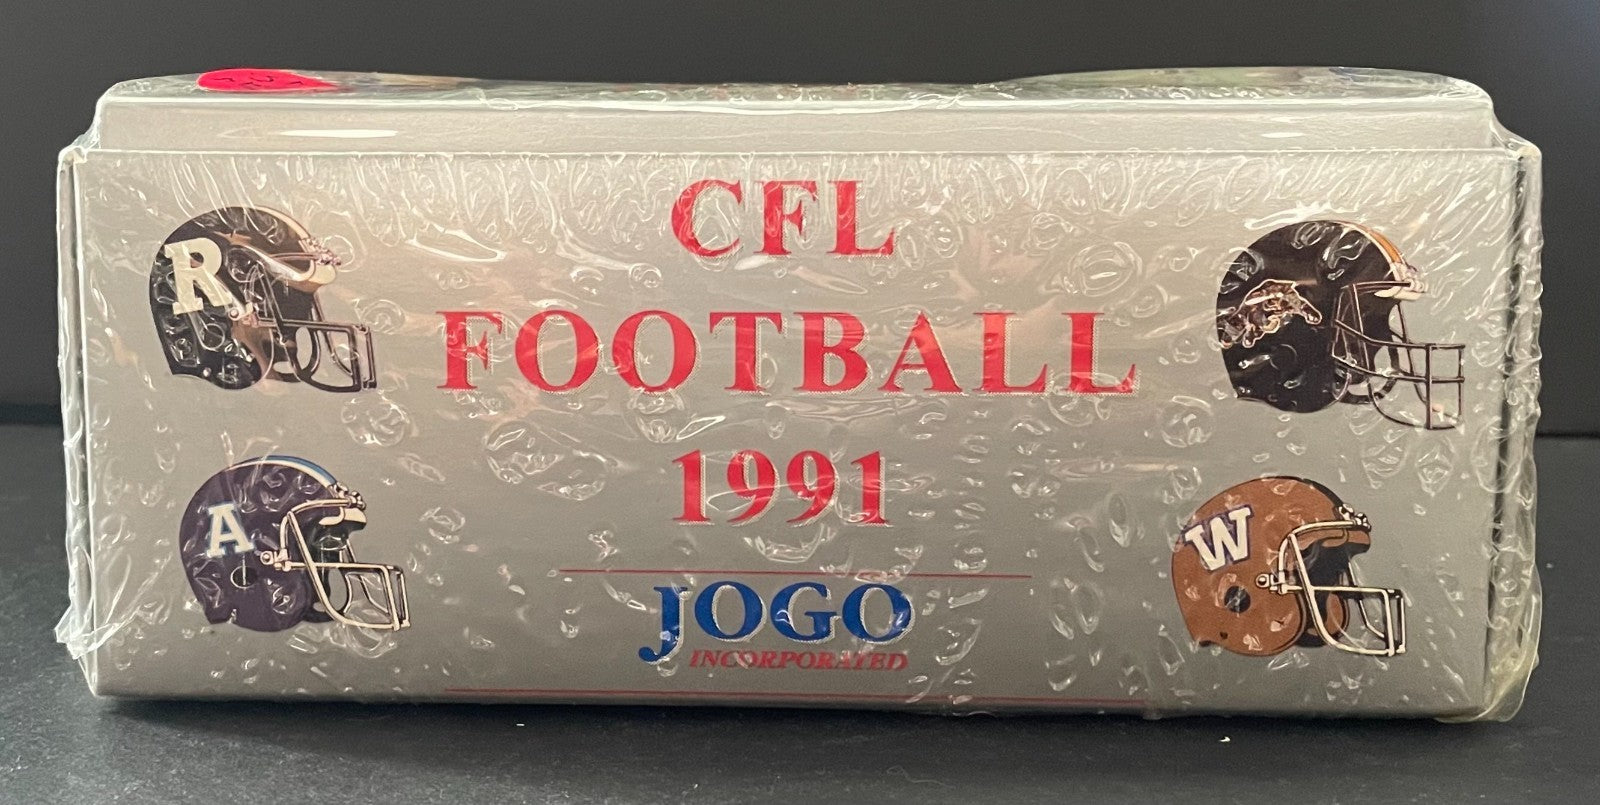 CFL
FOOTBALL
1991
JOGO
INCORPORATED
R
A
W